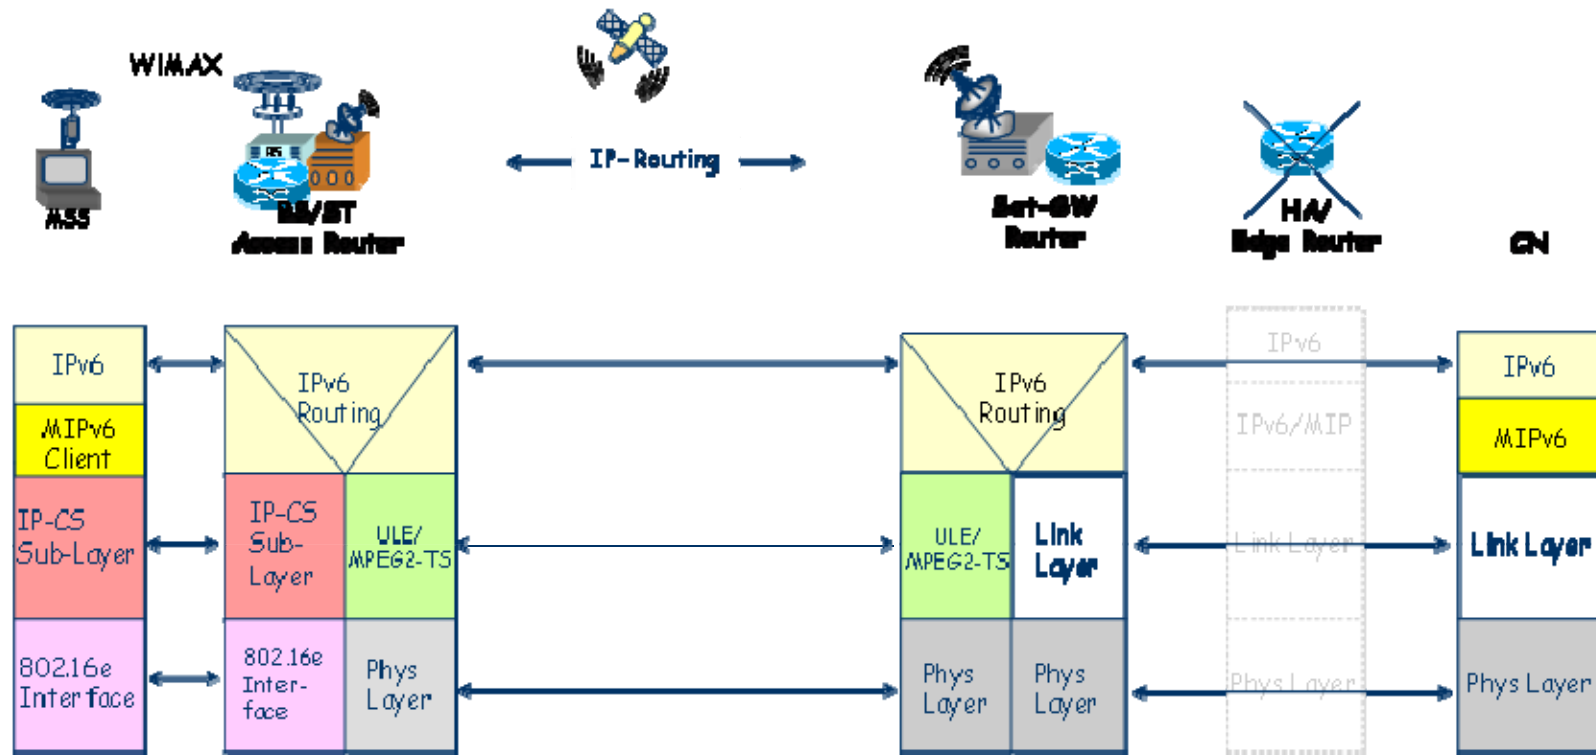 WIMAX
MSS
BS/ST
Access Router
IP-Routing
Sat-GW
Router
HA/
Edge Router
CN
IPv6
MIPv6
Client
IP-CS
Sub-Layer
802.16e
Interface
IPv6
Routing
IP-CS
Sub-
Layer
ULE/
MPEG2-TS
802.16e
Inter-
face
Phys
Layer
IPv6
Routing
ULE/
MPEG2-TS
Link
Layer
Phys
Layer
Phys
Layer
IPv6
IPv6/MIP
Link Layer
Phys Layer
IPv6
MIPv6
Link Layer
Phys Layer